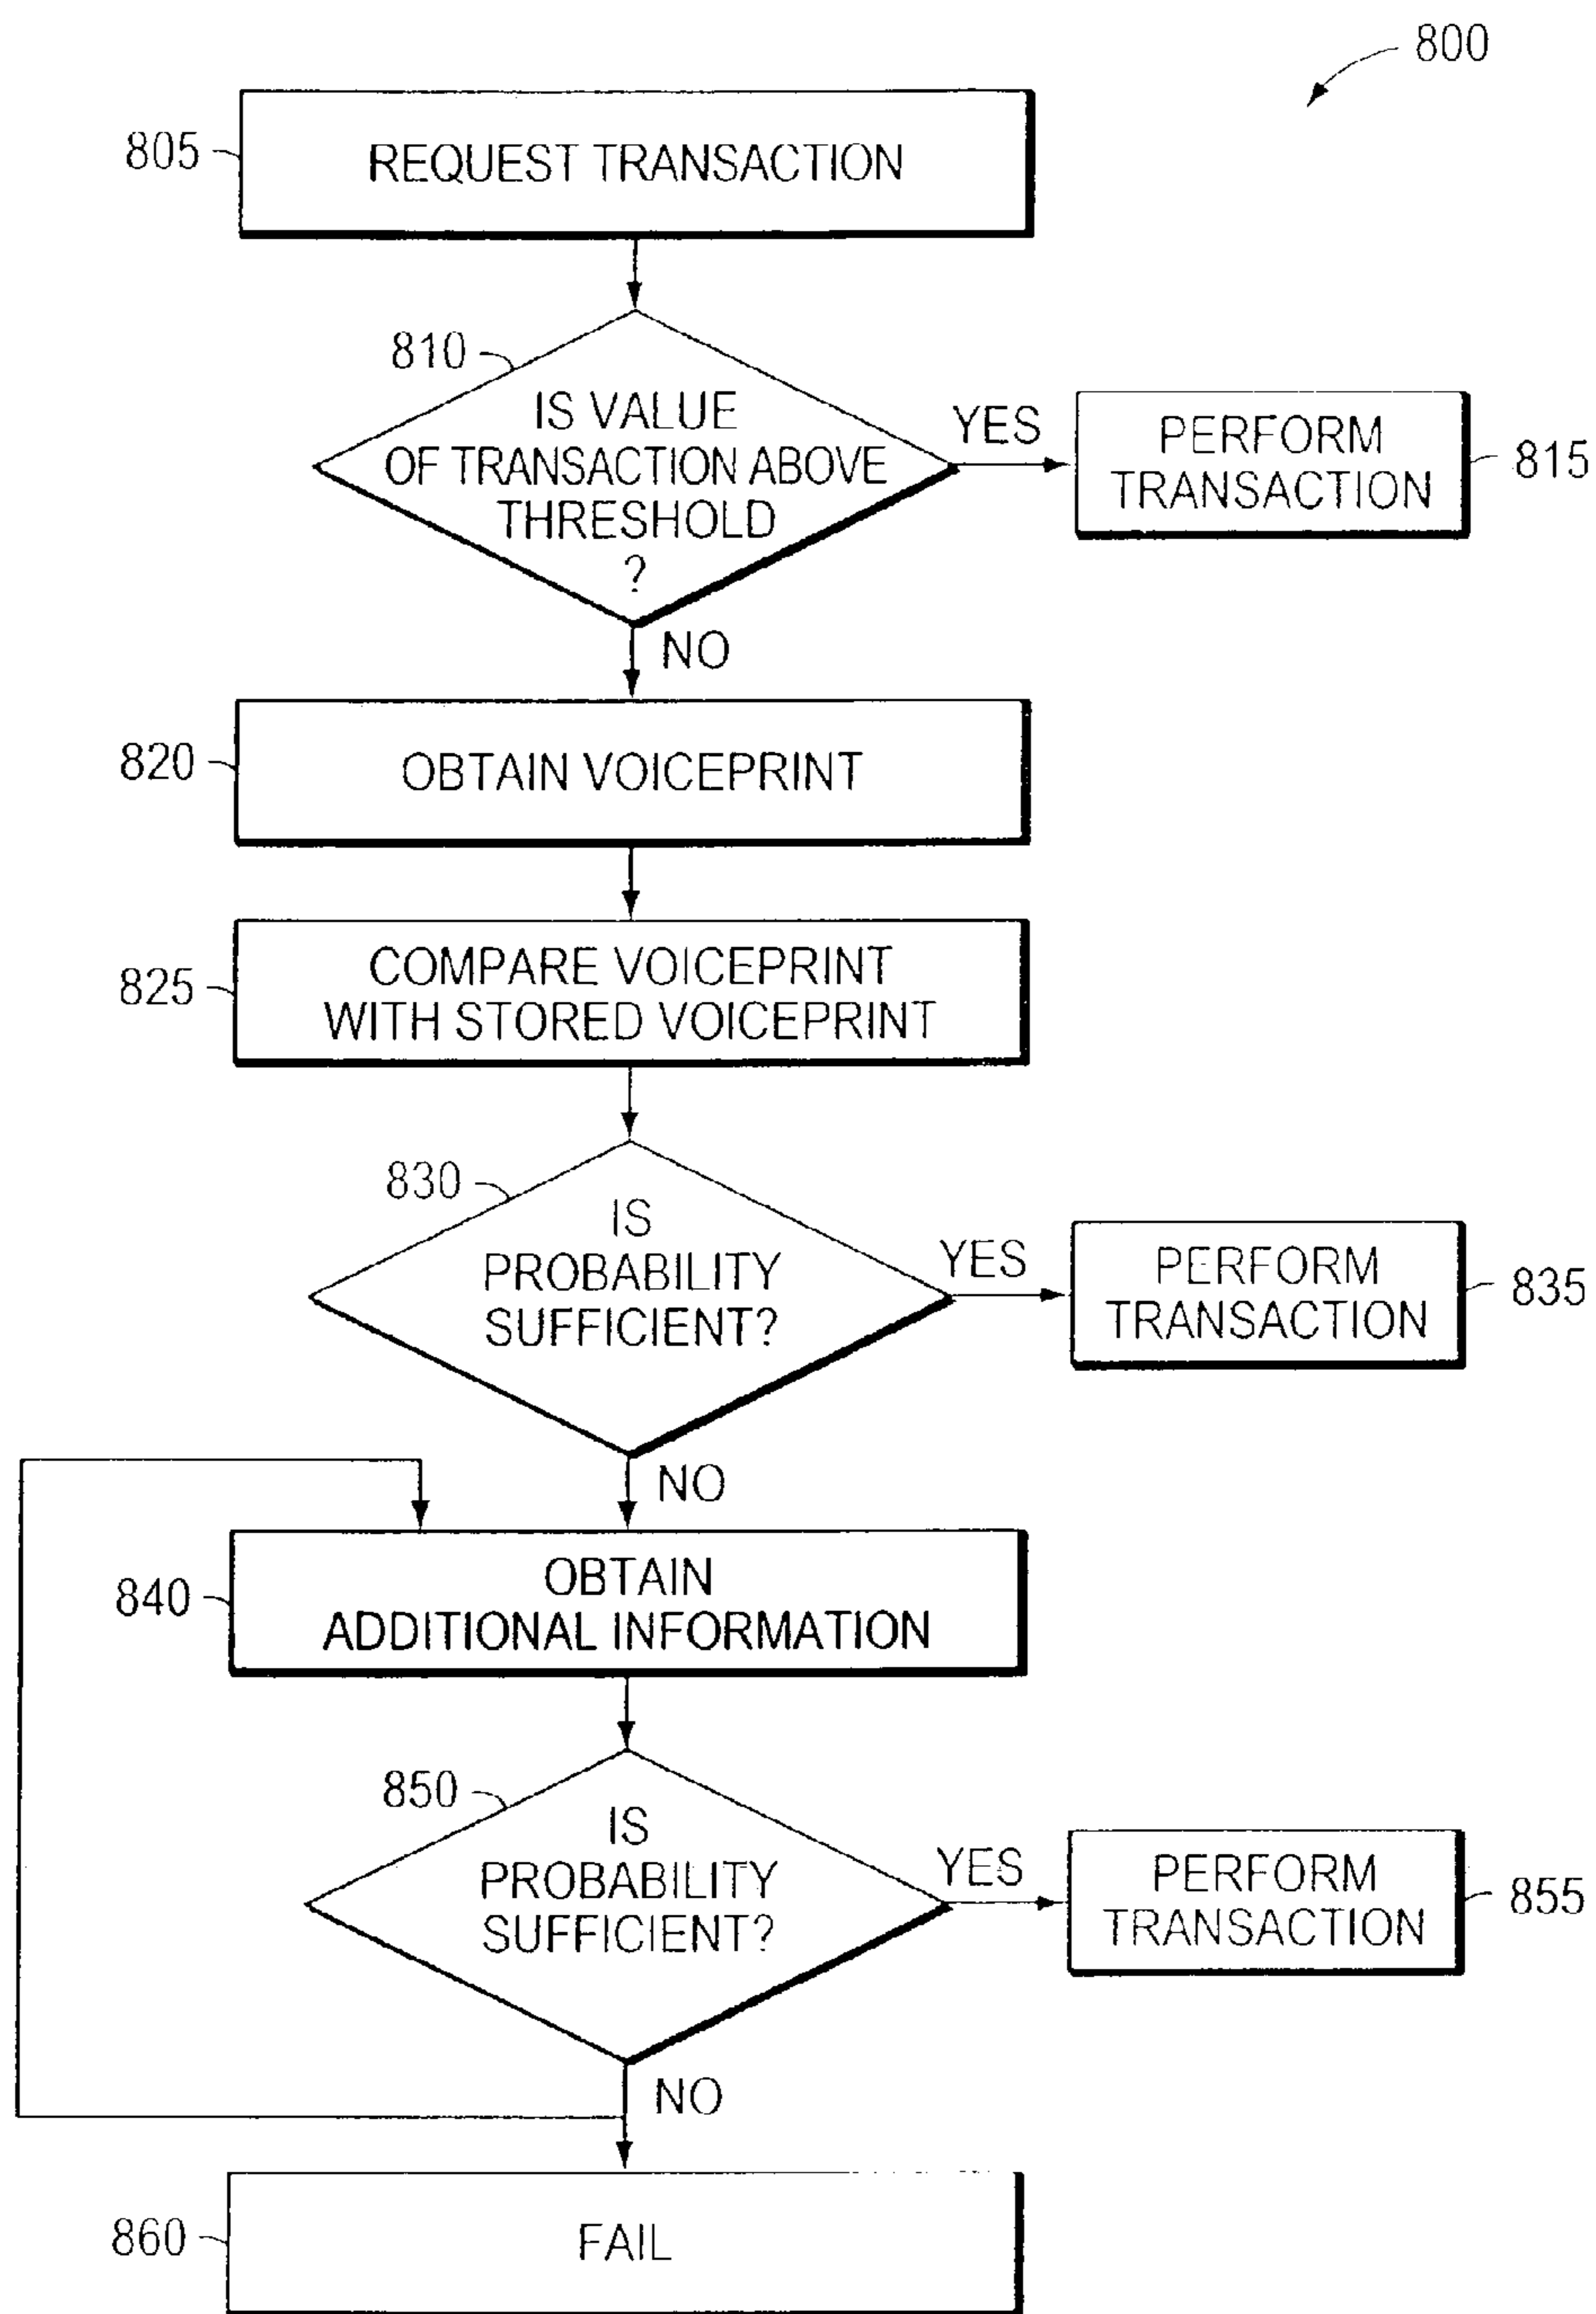 800
805
REQUEST TRANSACTION
810
IS VALUE
OF TRANSACTION ABOVE
THRESHOLD
?
YES
PERFORM
TRANSACTION
815
NO
820
OBTAIN VOICEPRINT
825
COMPARE VOICEPRINT
WITH STORED VOICEPRINT
830
IS
PROBABILITY
SUFFICIENT?
YES
PERFORM
TRANSACTION
835
NO
840
OBTAIN
ADDITIONAL INFORMATION
850
IS
PROBABILITY
SUFFICIENT?
YES
PERFORM
TRANSACTION
855
NO
860
FAIL